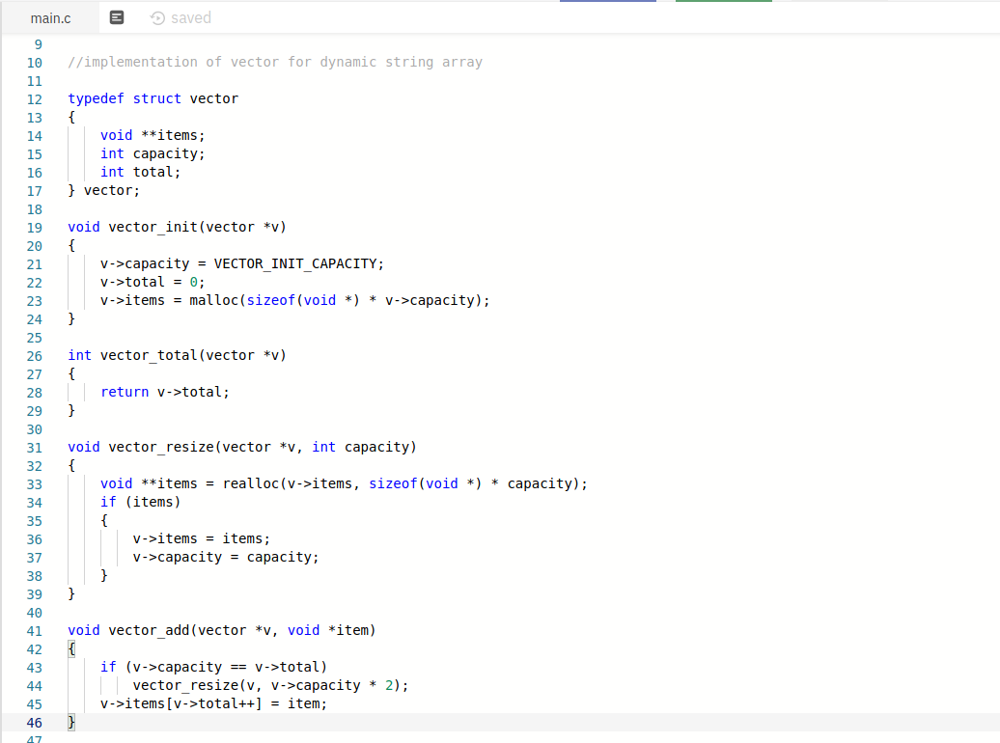 main.c saved
9
10 //implementation of vector for dynamic string array
11
12 typedef struct vector
13 {
14     void **items;
15     int capacity;
16     int total;
17 } vector;
18
19 void vector_init(vector *v)
20 {
21     v->capacity = VECTOR_INIT_CAPACITY;
22     v->total = 0;
23     v->items = malloc(sizeof(void *) * v->capacity);
24 }
25
26 int vector_total(vector *v)
27 {
28     return v->total;
29 }
30
31 void vector_resize(vector *v, int capacity)
32 {
33     void **items = realloc(v->items, sizeof(void *) * capacity);
34     if (items)
35     {
36         v->items = items;
37         v->capacity = capacity;
38     }
39 }
40
41 void vector_add(vector *v, void *item)
42 {
43     if (v->capacity == v->total)
44         vector_resize(v, v->capacity * 2);
45     v->items[v->total++] = item;
46 }
47